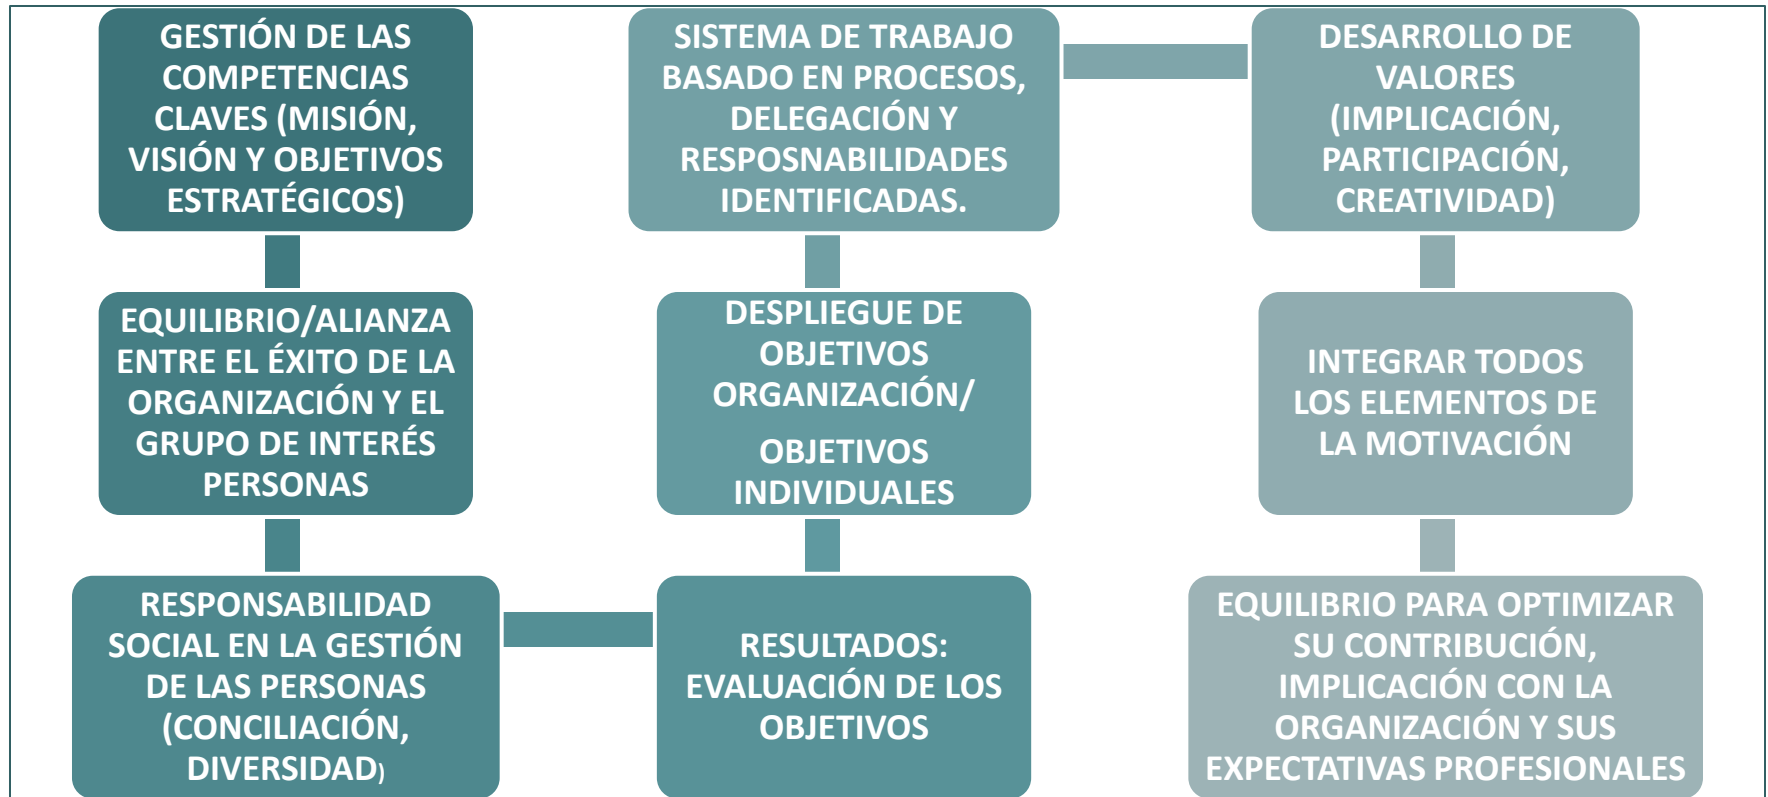 GESTIÓN DE LAS
COMPETENCIAS
CLAVES (MISIÓN,
VISIÓN Y OBJETIVOS
ESTRATÉGICOS)
EQUILIBRIO/ALIANZA
ENTRE EL ÉXITO DE LA
ORGANIZACIÓN Y EL
GRUPO DE INTERÉS
PERSONAS
RESPONSABILIDAD
SOCIAL EN LA GESTIÓN
DE LAS PERSONAS
(CONCILIACIÓN,
DIVERSIDAD)
RESULTADOS:
EVALUACIÓN DE LOS
OBJETIVOS
DESPLIEGUE DE
OBJETIVOS
ORGANIZACIÓN/
OBJETIVOS
INDIVIDUALES
SISTEMA DE TRABAJO
BASADO EN PROCESOS,
DELEGACIÓN Y
RESPOSNABILIDADES
IDENTIFICADAS.
DESARROLLO DE
VALORES
(IMPLICACIÓN,
PARTICIPACIÓN,
CREATIVIDAD)
INTEGRAR TODOS
LOS ELEMENTOS DE
LA MOTIVACIÓN
EQUILIBRIO PARA OPTIMIZAR
SU CONTRIBUCIÓN,
IMPLICACIÓN CON LA
ORGANIZACIÓN Y SUS
EXPECTATIVAS PROFESIONALES